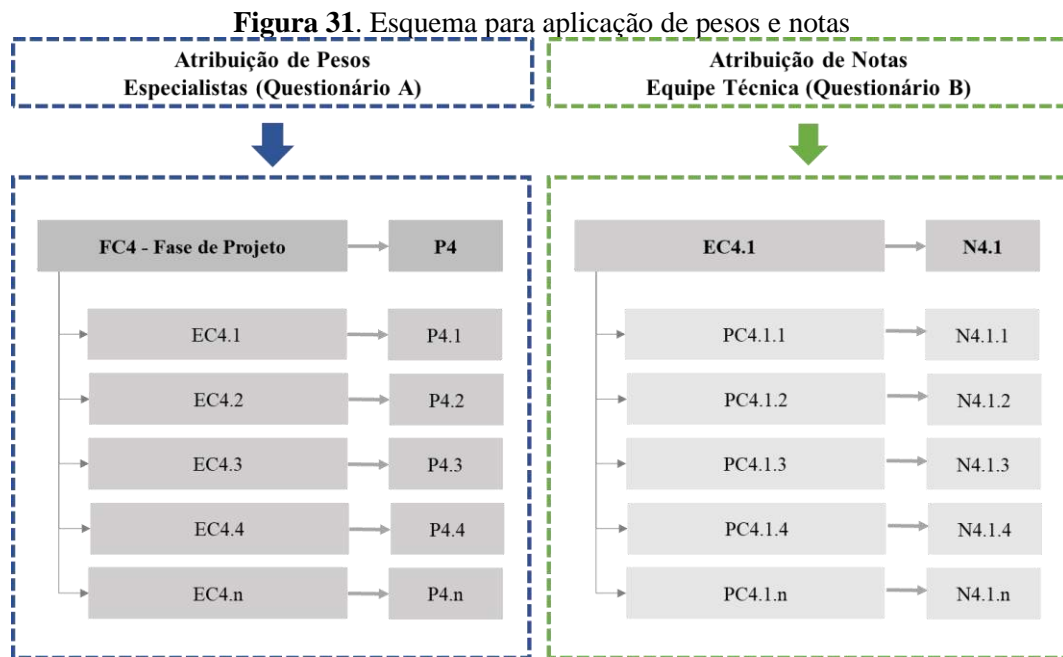 Figura 31. Esquema para aplicação de pesos e notas
Atribuição de Pesos
Especialistas (Questionário A)
Atribuição de Notas
Equipe Técnica (Questionário B)
FC4 - Fase de Projeto
P4
EC4.1
P4.1
EC4.2
P4.2
EC4.3
P4.3
EC4.4
P4.4
EC4.n
P4.n
EC4.1
N4.1
PC4.1.1
N4.1.1
PC4.1.2
N4.1.2
PC4.1.3
N4.1.3
PC4.1.4
N4.1.4
PC4.1.n
N4.1.n